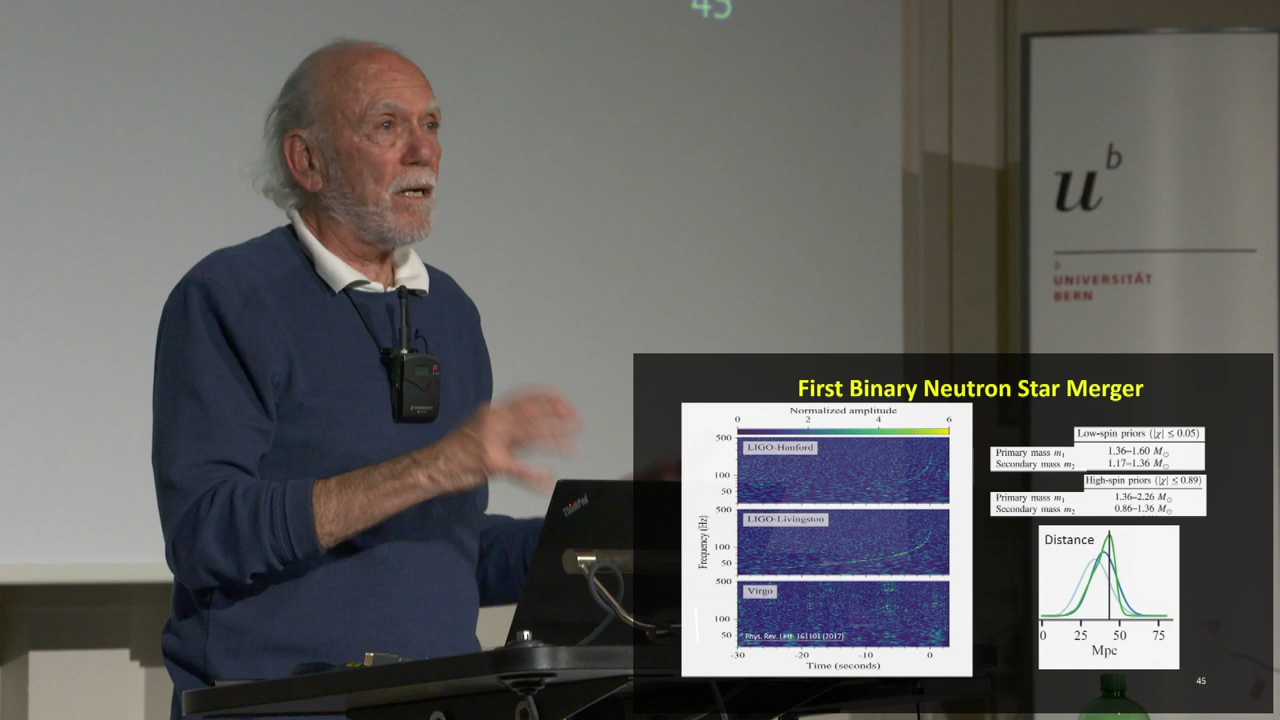 45
u b
b
UNIVERSITÄT
BERN
ThinkPad
First Binary Neutron Star Merger
Normalized amplitude
0 2 4 6
500
LIGO-Hanford
100
50
500
LIGO-Livingston
100
50
500
Virgo
100
50
Phys. Rev. Lett. 161101 (2017)
Frequency (Hz)
-30 -20 -10 0
Time (seconds)
Low-spin priors (|χ| ≤ 0.05)
Primary mass m₁ 1.36–1.60 M☉
Secondary mass m₂ 1.17–1.36 M☉
High-spin priors (|χ| ≤ 0.89)
Primary mass m₁ 1.36–2.26 M☉
Secondary mass m₂ 0.86–1.36 M☉
Distance
0 25 50 75
Mpc
45